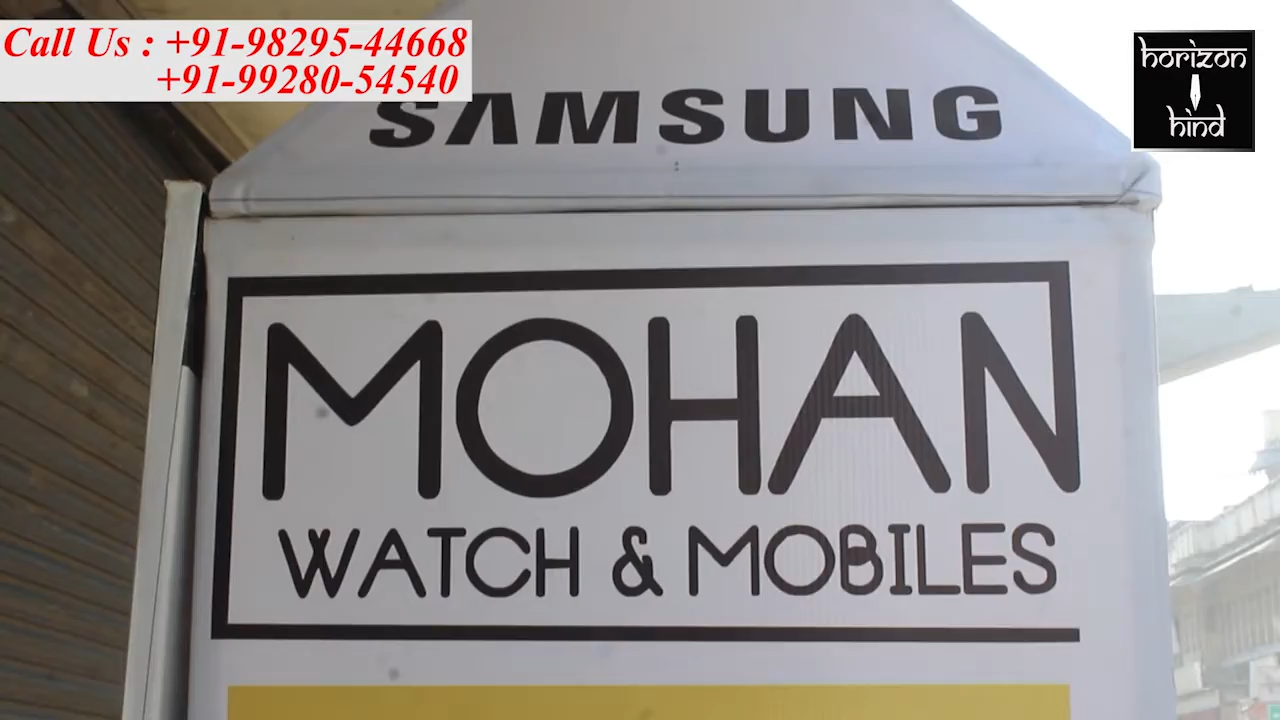 Call Us : +91-98295-44668
+91-99280-54540
horizon
hind
SAMSUNG
MOHAN
WATCH & MOBILES